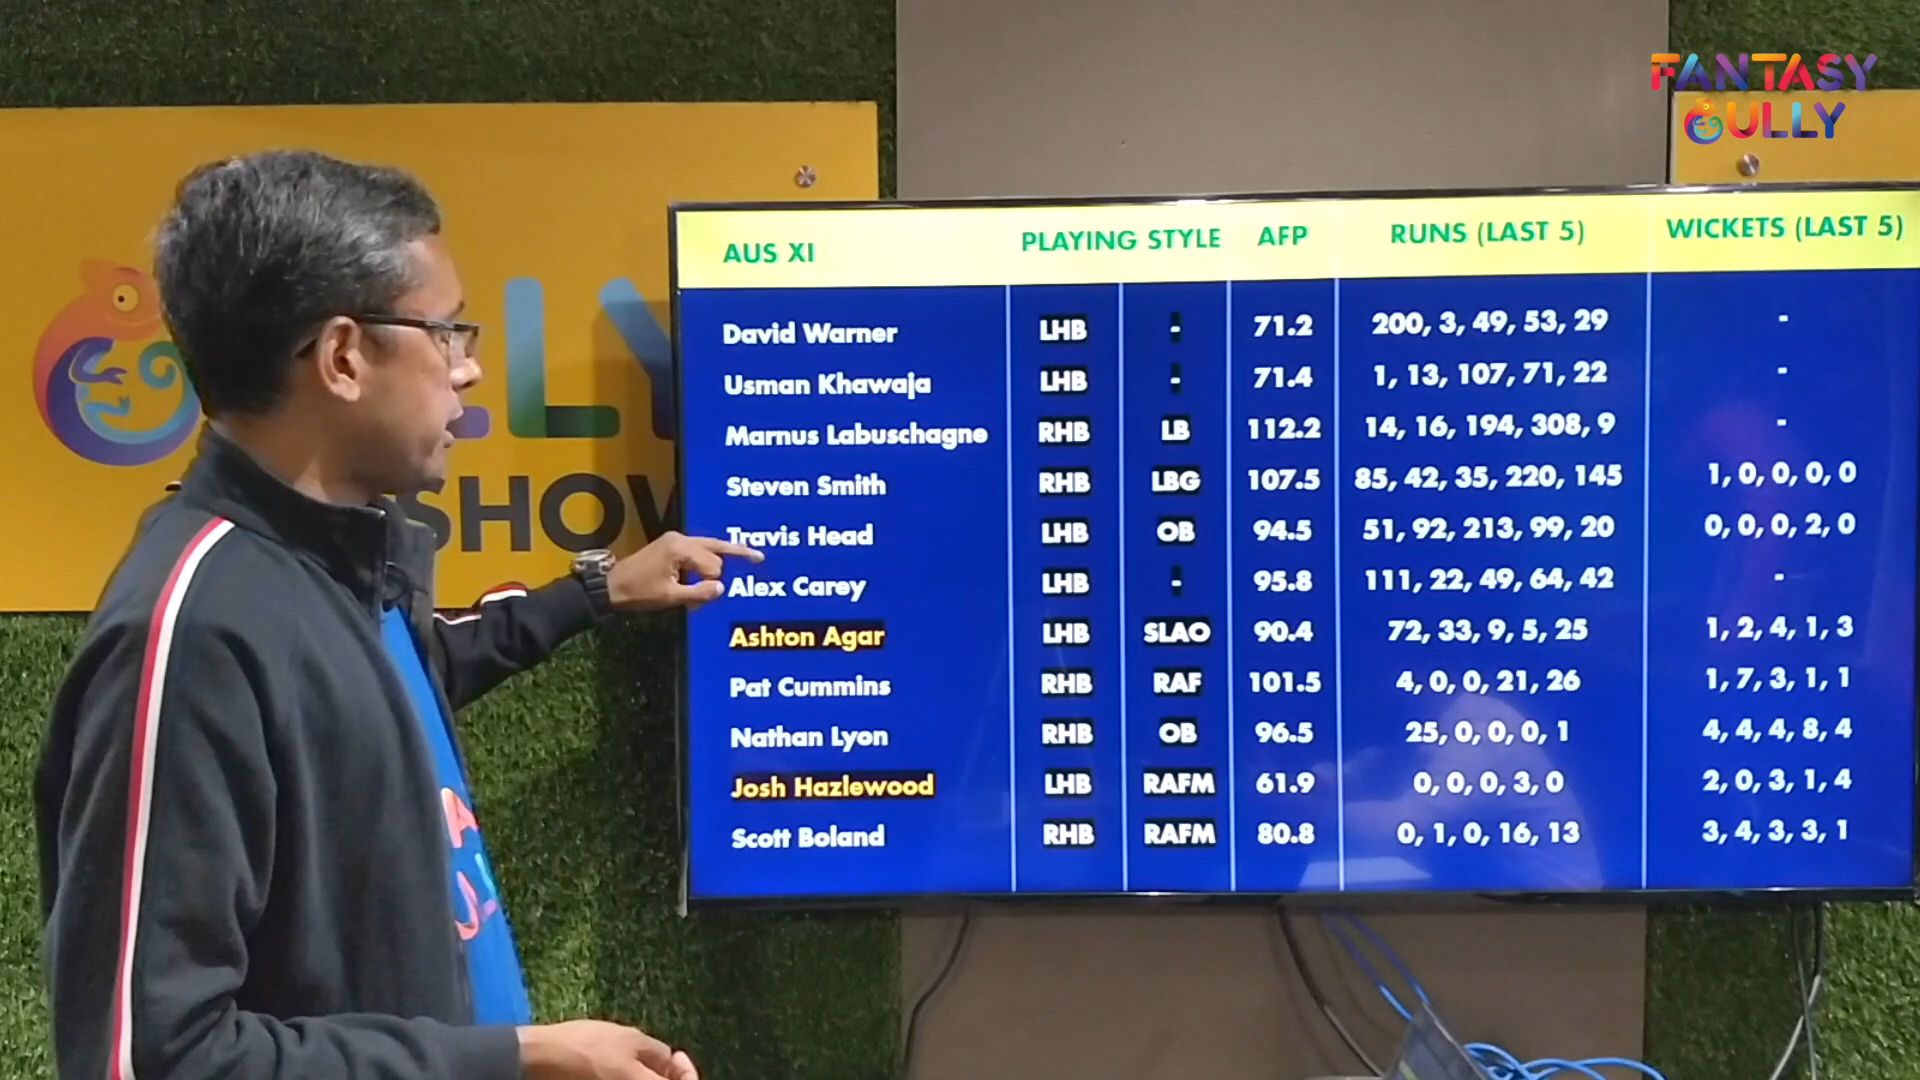 FANTASY
GULLY
LLY
SHOW
AUS XI PLAYING STYLE AFP RUNS (LAST 5) WICKETS (LAST 5)
David Warner LHB - 71.2 200, 3, 49, 53, 29 -
Usman Khawaja LHB - 71.4 1, 13, 107, 71, 22 -
Marnus Labuschagne RHB LB 112.2 14, 16, 194, 308, 9 -
Steven Smith RHB LBG 107.5 85, 42, 35, 220, 145 1, 0, 0, 0, 0
Travis Head LHB OB 94.5 51, 92, 213, 99, 20 0, 0, 0, 2, 0
Alex Carey LHB - 95.8 111, 22, 49, 64, 42 -
Ashton Agar LHB SLAO 90.4 72, 33, 9, 5, 25 1, 2, 4, 1, 3
Pat Cummins RHB RAF 101.5 4, 0, 0, 21, 26 1, 7, 3, 1, 1
Nathan Lyon RHB OB 96.5 25, 0, 0, 0, 1 4, 4, 4, 8, 4
Josh Hazlewood LHB RAFM 61.9 0, 0, 0, 3, 0 2, 0, 3, 1, 4
Scott Boland RHB RAFM 80.8 0, 1, 0, 16, 13 3, 4, 3, 3, 1